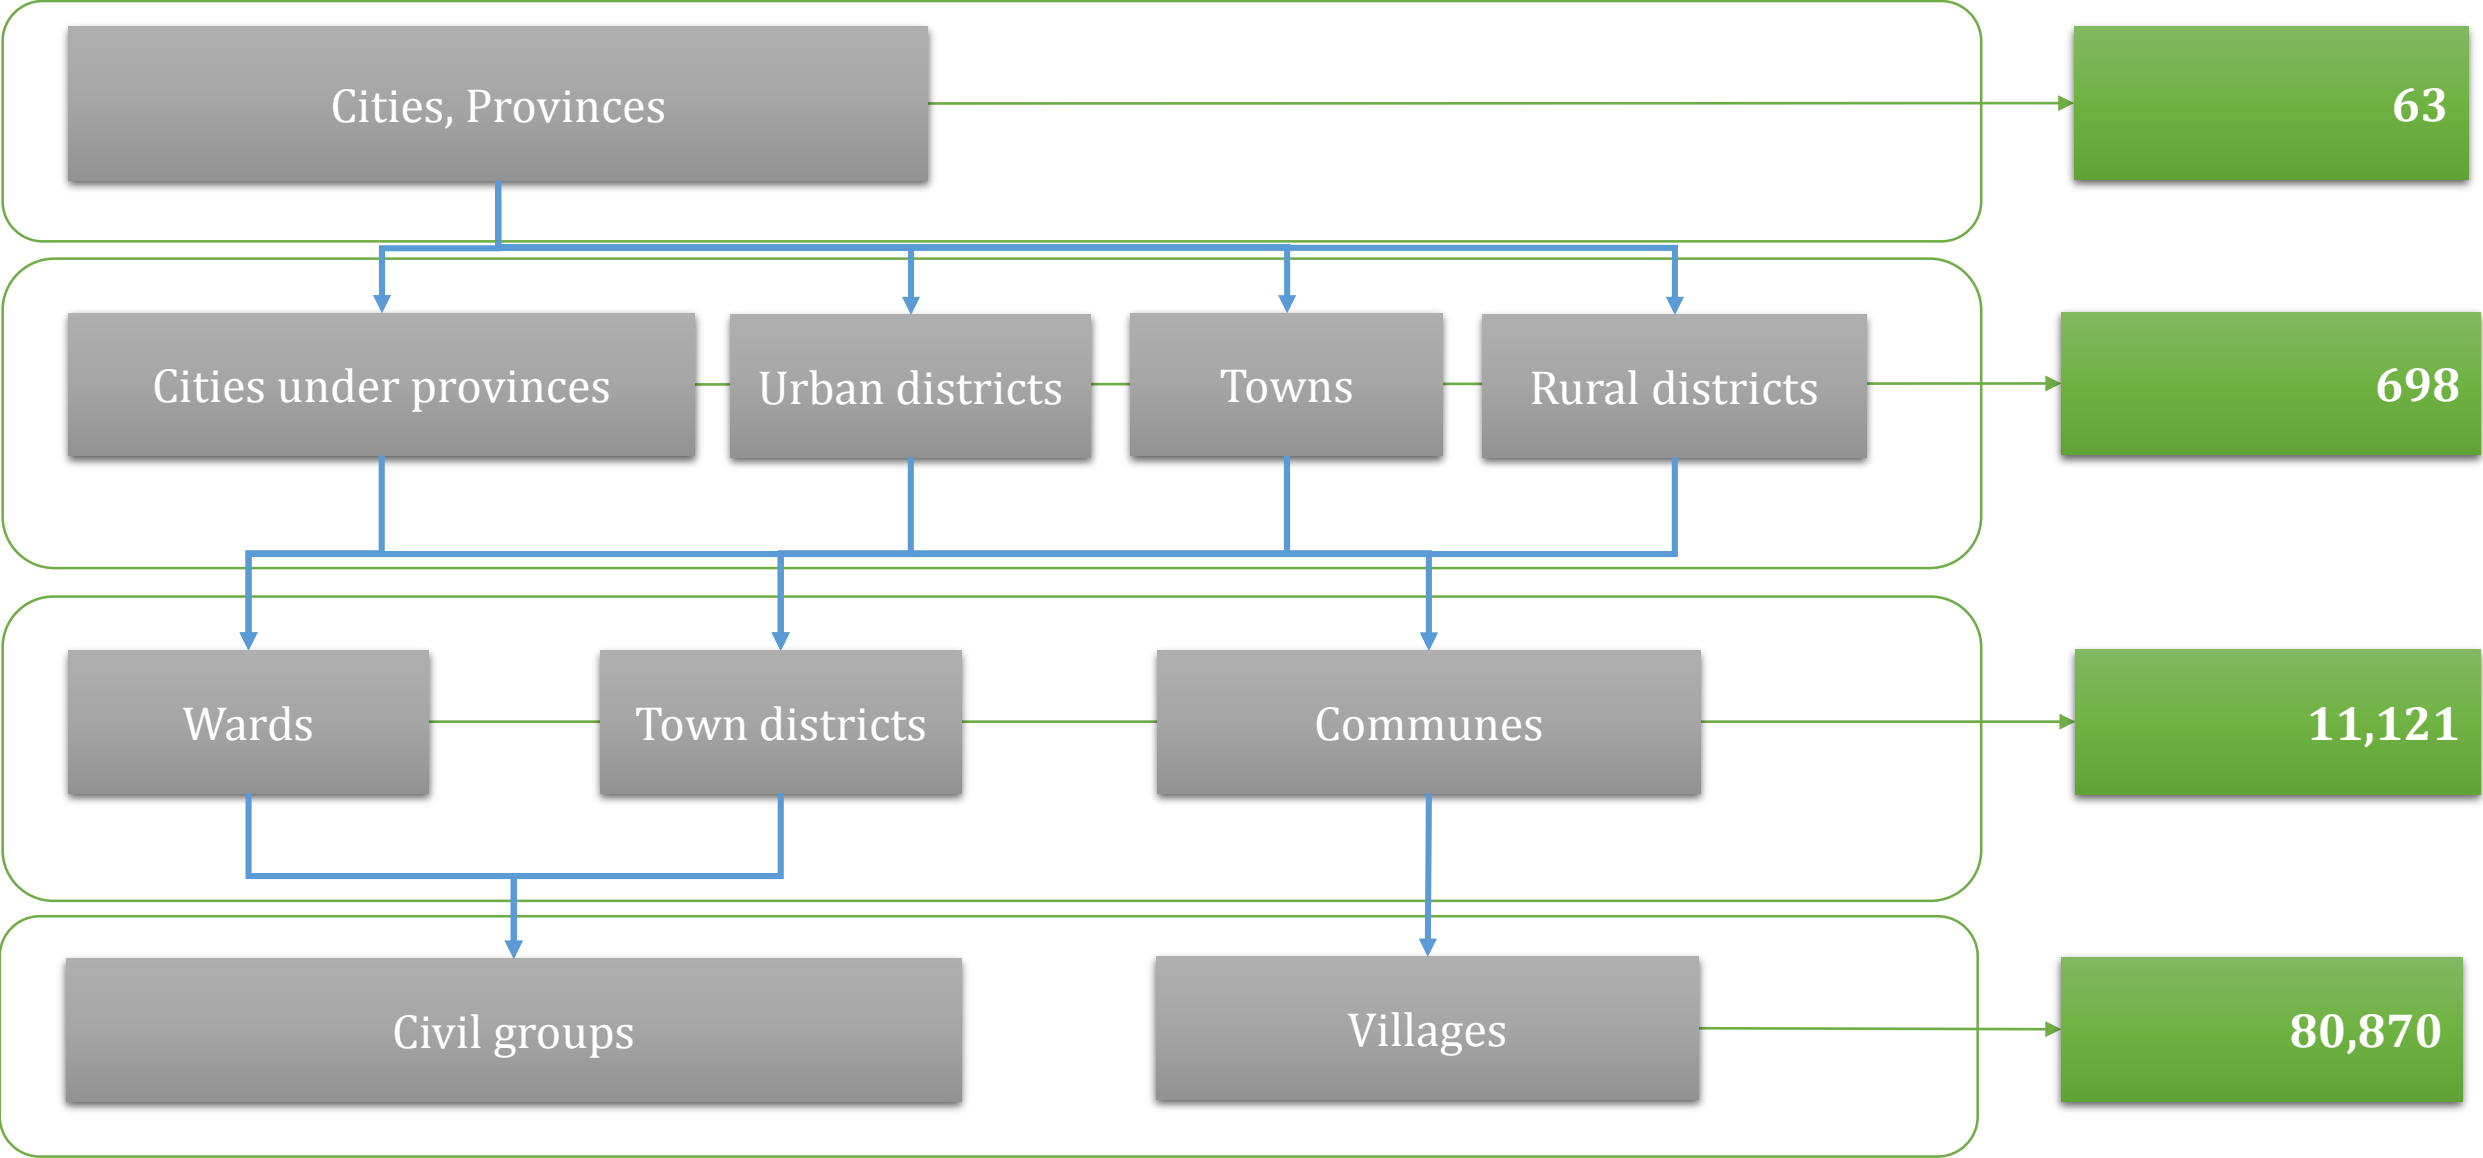 Cities, Provinces
63
Cities under provinces
Urban districts
Towns
Rural districts
698
Wards
Town districts
Communes
11,121
Civil groups
Villages
80,870